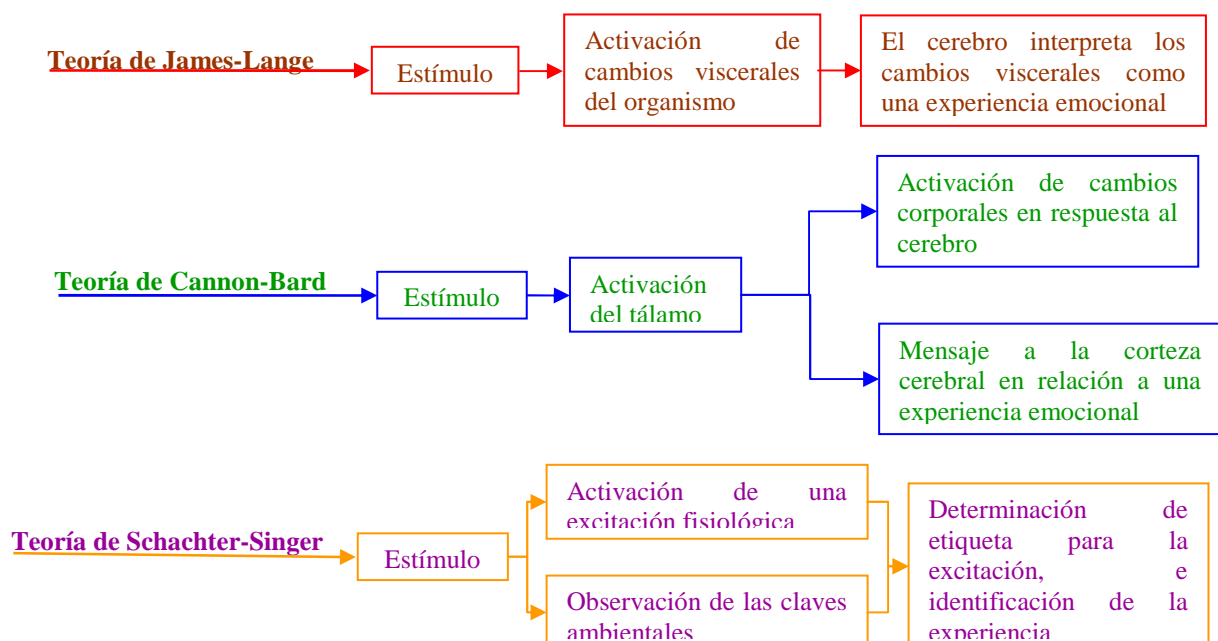 Teoría de James-Lange
Estímulo
Activación de
cambios viscerales
del organismo
El cerebro interpreta los
cambios viscerales como
una experiencia emocional
Teoría de Cannon-Bard
Estímulo
Activación
del tálamo
Activación de cambios
corporales en respuesta al
cerebro
Mensaje a la corteza
cerebral en relación a una
experiencia emocional
Teoría de Schachter-Singer
Estímulo
Activación de una
excitación fisiológica
Observación de las claves
ambientales
Determinación de
etiqueta para la
excitación, e
identificación de la
experiencia